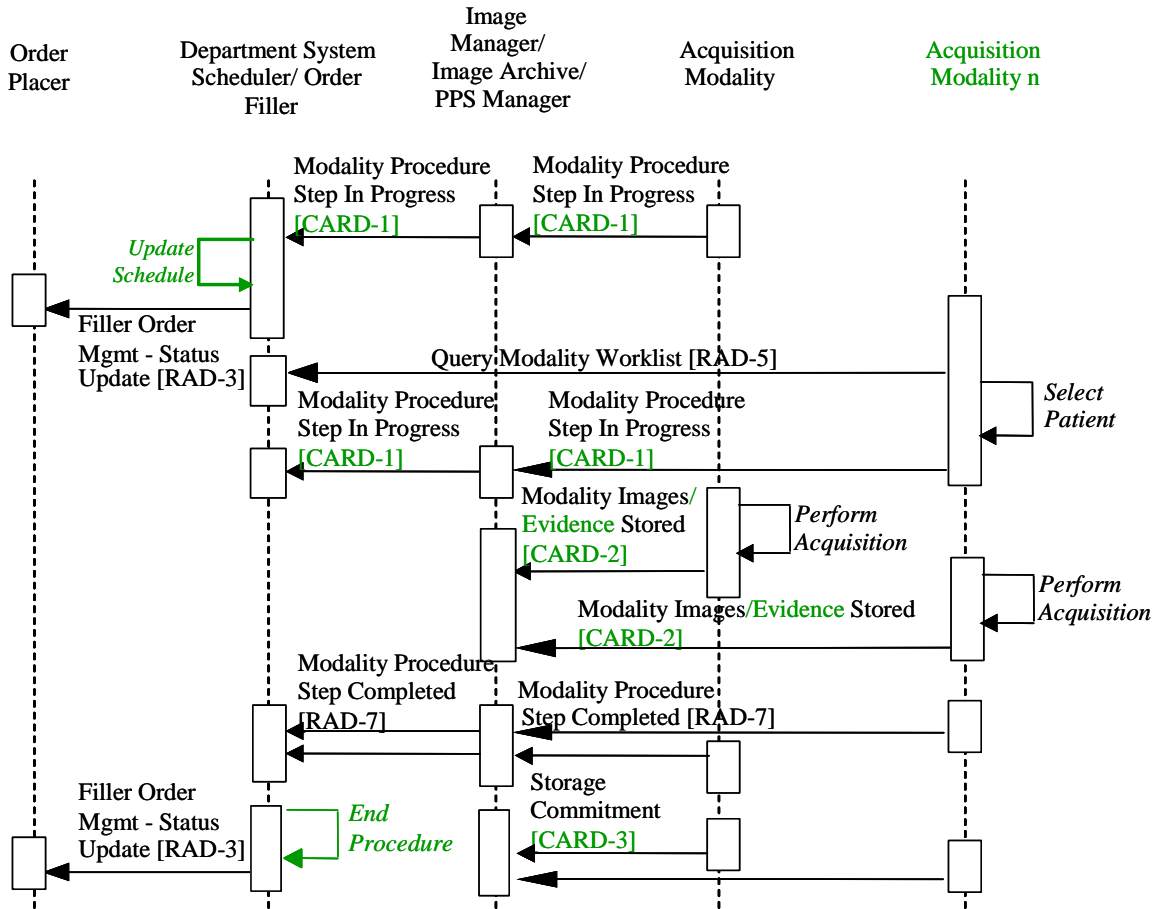 Order
Placer
Department System
Scheduler/ Order
Filler
Image
Manager/
Image Archive/
PPS Manager
Acquisition
Modality
Acquisition
Modality n
Modality Procedure
Step In Progress
[CARD-1]
Modality Procedure
Step In Progress
[CARD-1]
Update
Schedule
Filler Order
Mgmt - Status
Update [RAD-3]
Query Modality Worklist [RAD-5]
Select
Patient
Modality Procedure
Step In Progress
[CARD-1]
Modality Procedure
Step In Progress
[CARD-1]
Modality Images/
Evidence Stored
[CARD-2]
Perform
Acquisition
Perform
Acquisition
Modality Images/Evidence Stored
[CARD-2]
Modality Procedure
Step Completed
[RAD-7]
Modality Procedure
Step Completed [RAD-7]
Storage
Commitment
[CARD-3]
Filler Order
Mgmt - Status
Update [RAD-3]
End
Procedure